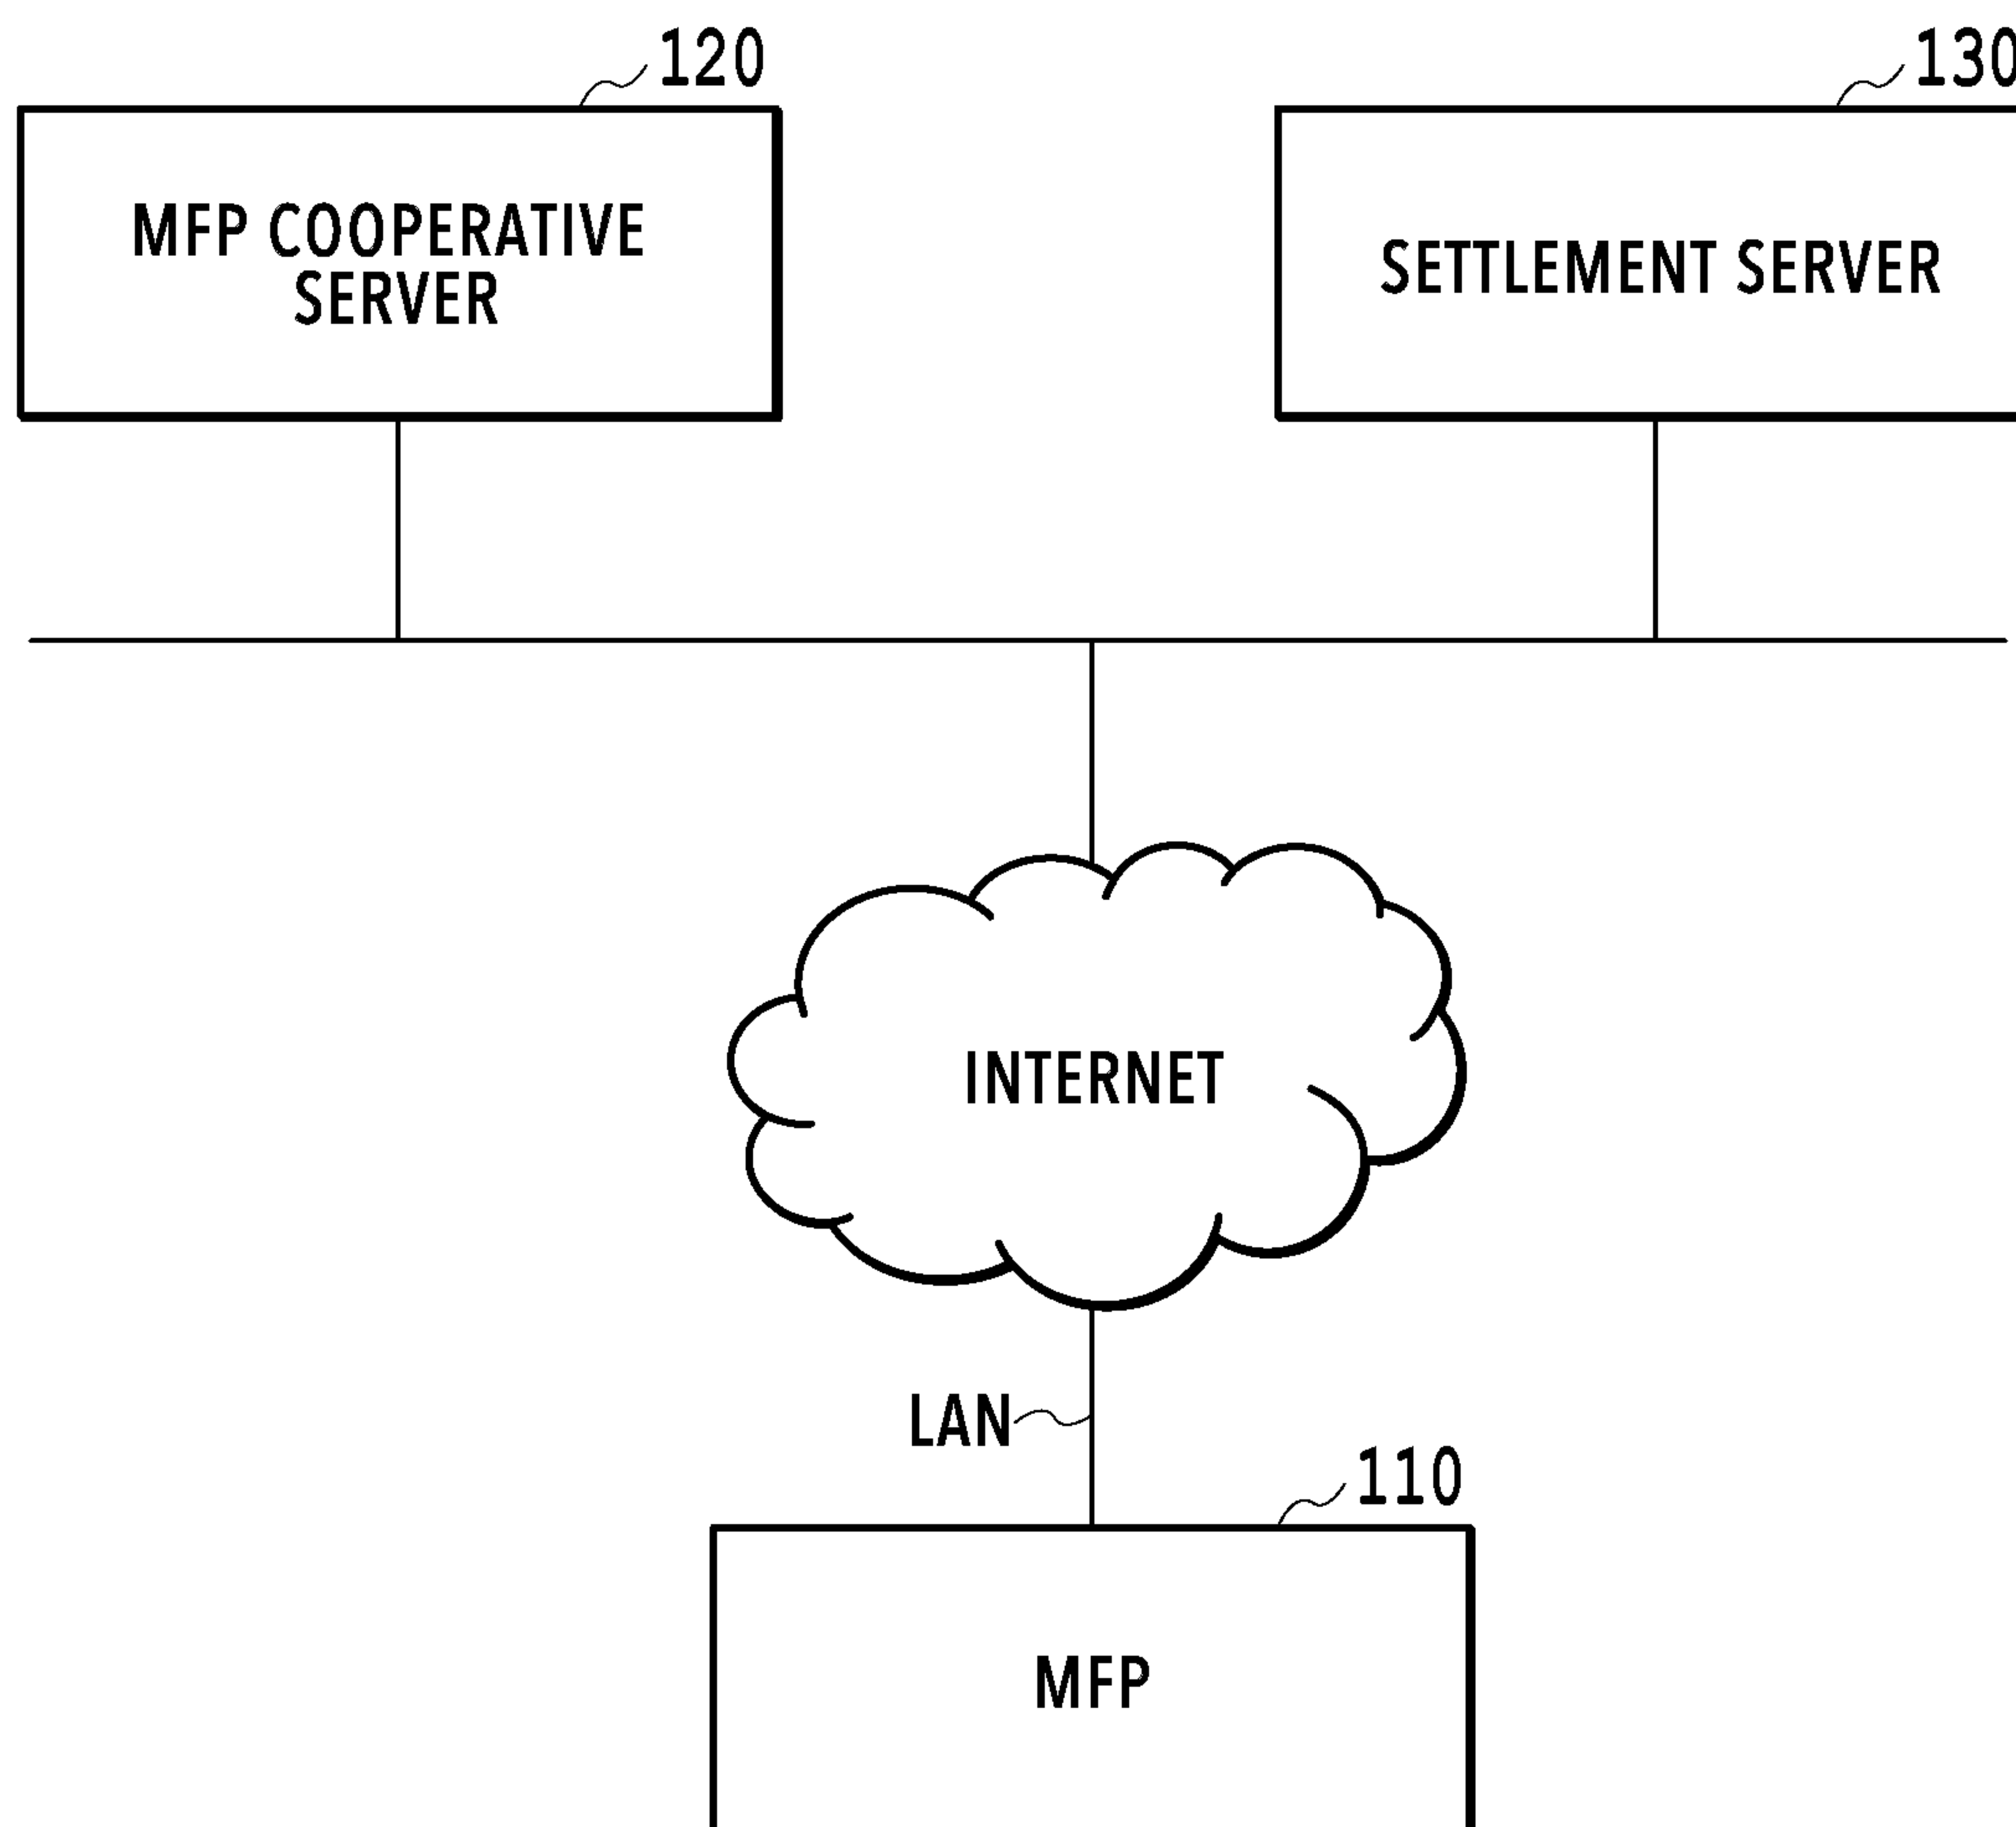 120
130
MFP COOPERATIVE
SERVER
SETTLEMENT SERVER
INTERNET
LAN
110
MFP